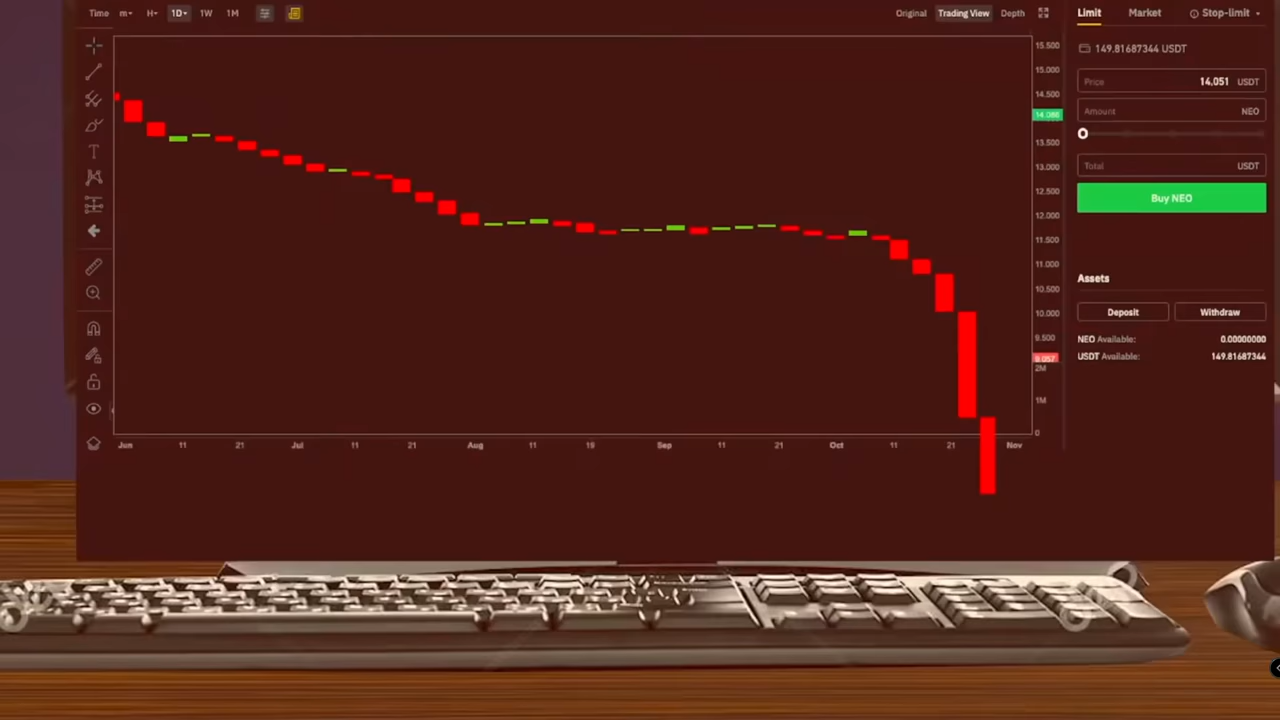 Time m H 1D 1W 1M
Original Trading View Depth
15.500
15.000
14.500
14.088
13.500
13.000
12.500
12.000
11.500
11.000
10.500
10.000
9.500
9.057
2M
1M
0
Jun 11 21 Jul 11 21 Aug 11 19 Sep 11 21 Oct 11 21 Nov
Limit Market Stop-limit
149.81687344 USDT
Price 14.051 USDT
Amount NEO
Total USDT
Buy NEO
Assets
Deposit Withdraw
NEO Available: 0.00000000
USDT Available: 149.81687344